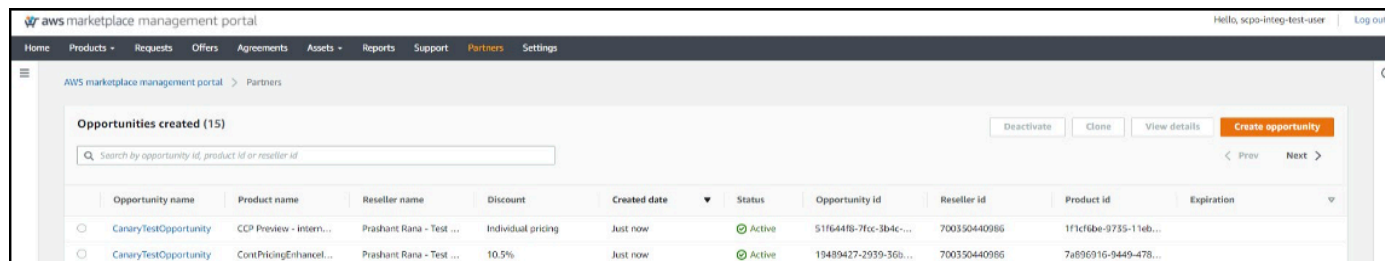 aws marketplace management portal
Hello, scpo-integ-test-user Log out
Home Products Requests Offers Agreements Assets Reports Support Partners Settings
AWS marketplace management portal > Partners
Opportunities created (15)
Deactivate Clone View details Create opportunity
Search by opportunity id, product id or reseller id
< Prev Next >
Opportunity name Product name Reseller name Discount Created date Status Opportunity id Reseller id Product id Expiration
CanaryTestOpportunity CCP Preview - intern... Prashant Rana - Test ... Individual pricing Just now Active 51f644f8-7fcc-3b4c-... 700350440986 1f1cf6be-9735-11eb...
CanaryTestOpportunity ContPricingEnhancel... Prashant Rana - Test ... 10.5% Just now Active 19489427-2939-36b... 700350440986 7a896916-9449-478...